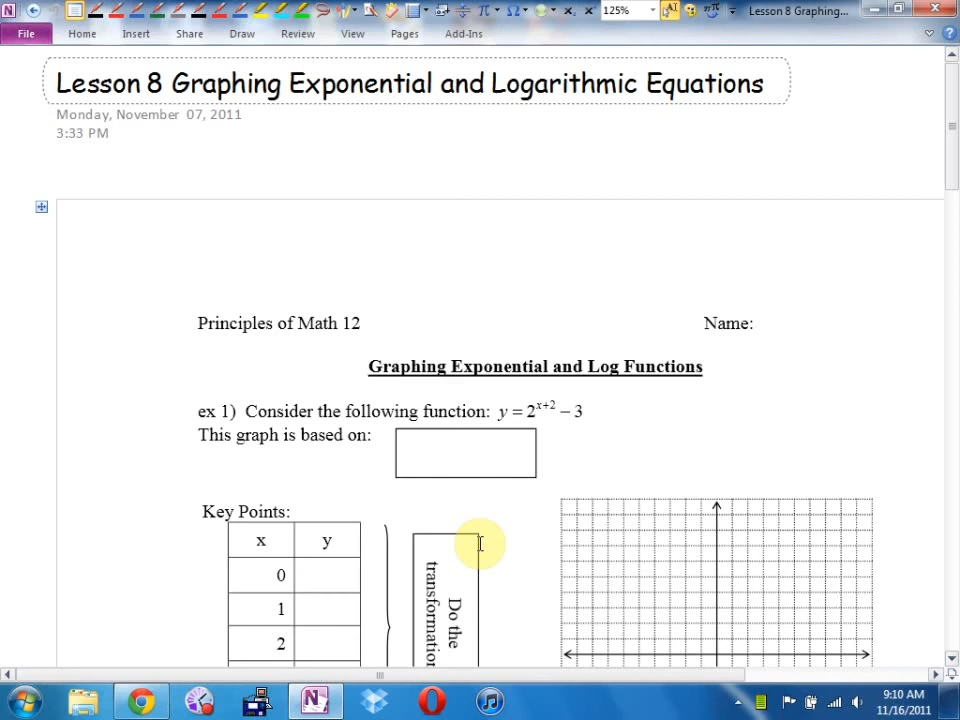 125%
Lesson 8 Graphing...
File Home Insert Share Draw Review View Pages Add-Ins
Lesson 8 Graphing Exponential and Logarithmic Equations
Monday, November 07, 2011
3:33 PM
Principles of Math 12 Name:
Graphing Exponential and Log Functions
ex 1) Consider the following function: y = 2^{x+2} − 3
This graph is based on:
Key Points:
x y
0
1
2
Do the
transformation
9:10 AM
11/16/2011